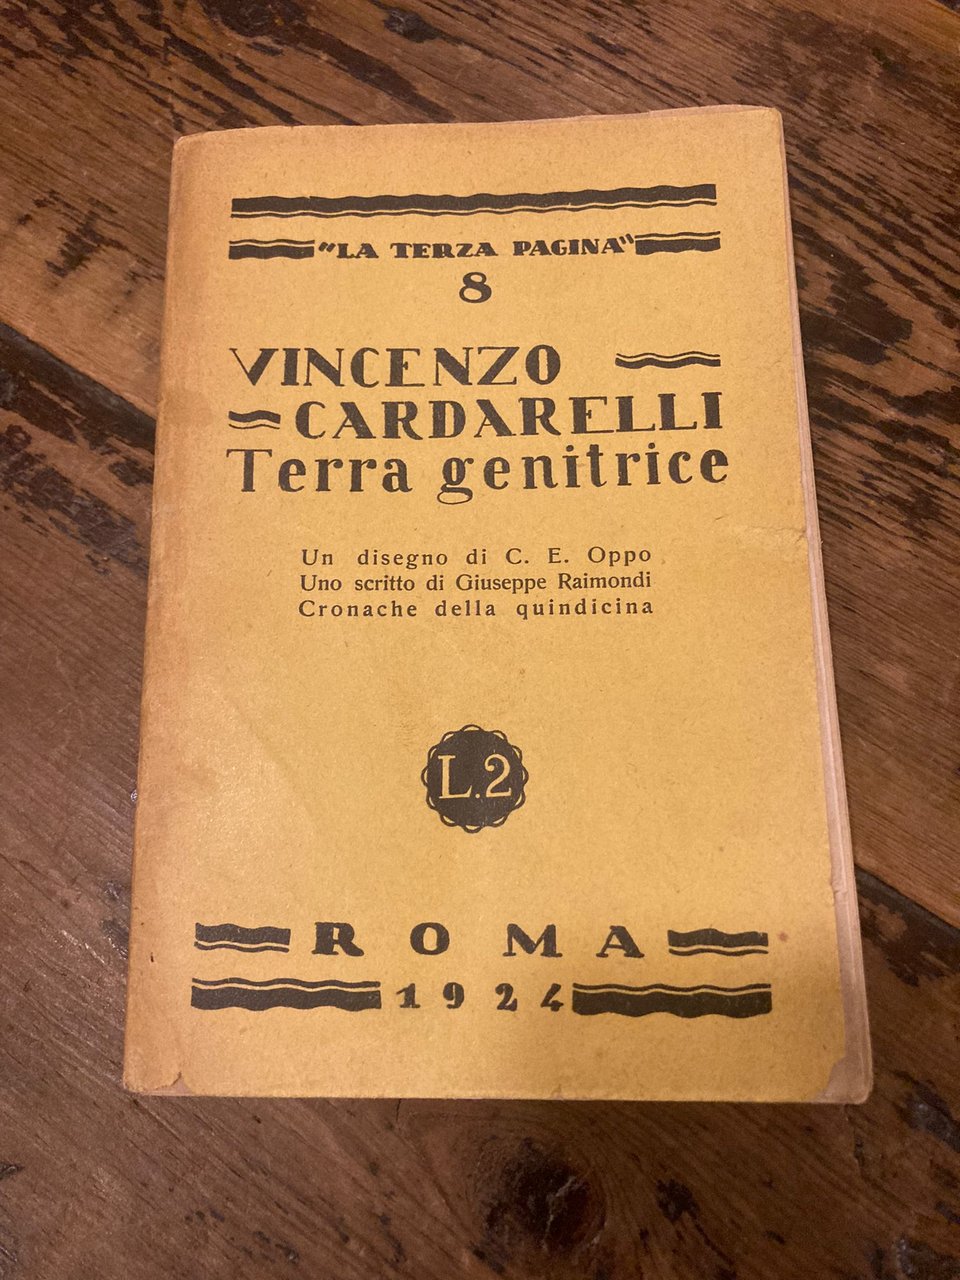 "LA TERZA PAGINA"
8
VINCENZO
CARDARELLI
Terra genitrice
Un disegno di C. E. Oppo
Uno scritto di Giuseppe Raimondi
Cronache della quindicina
L.2
ROMA
1924